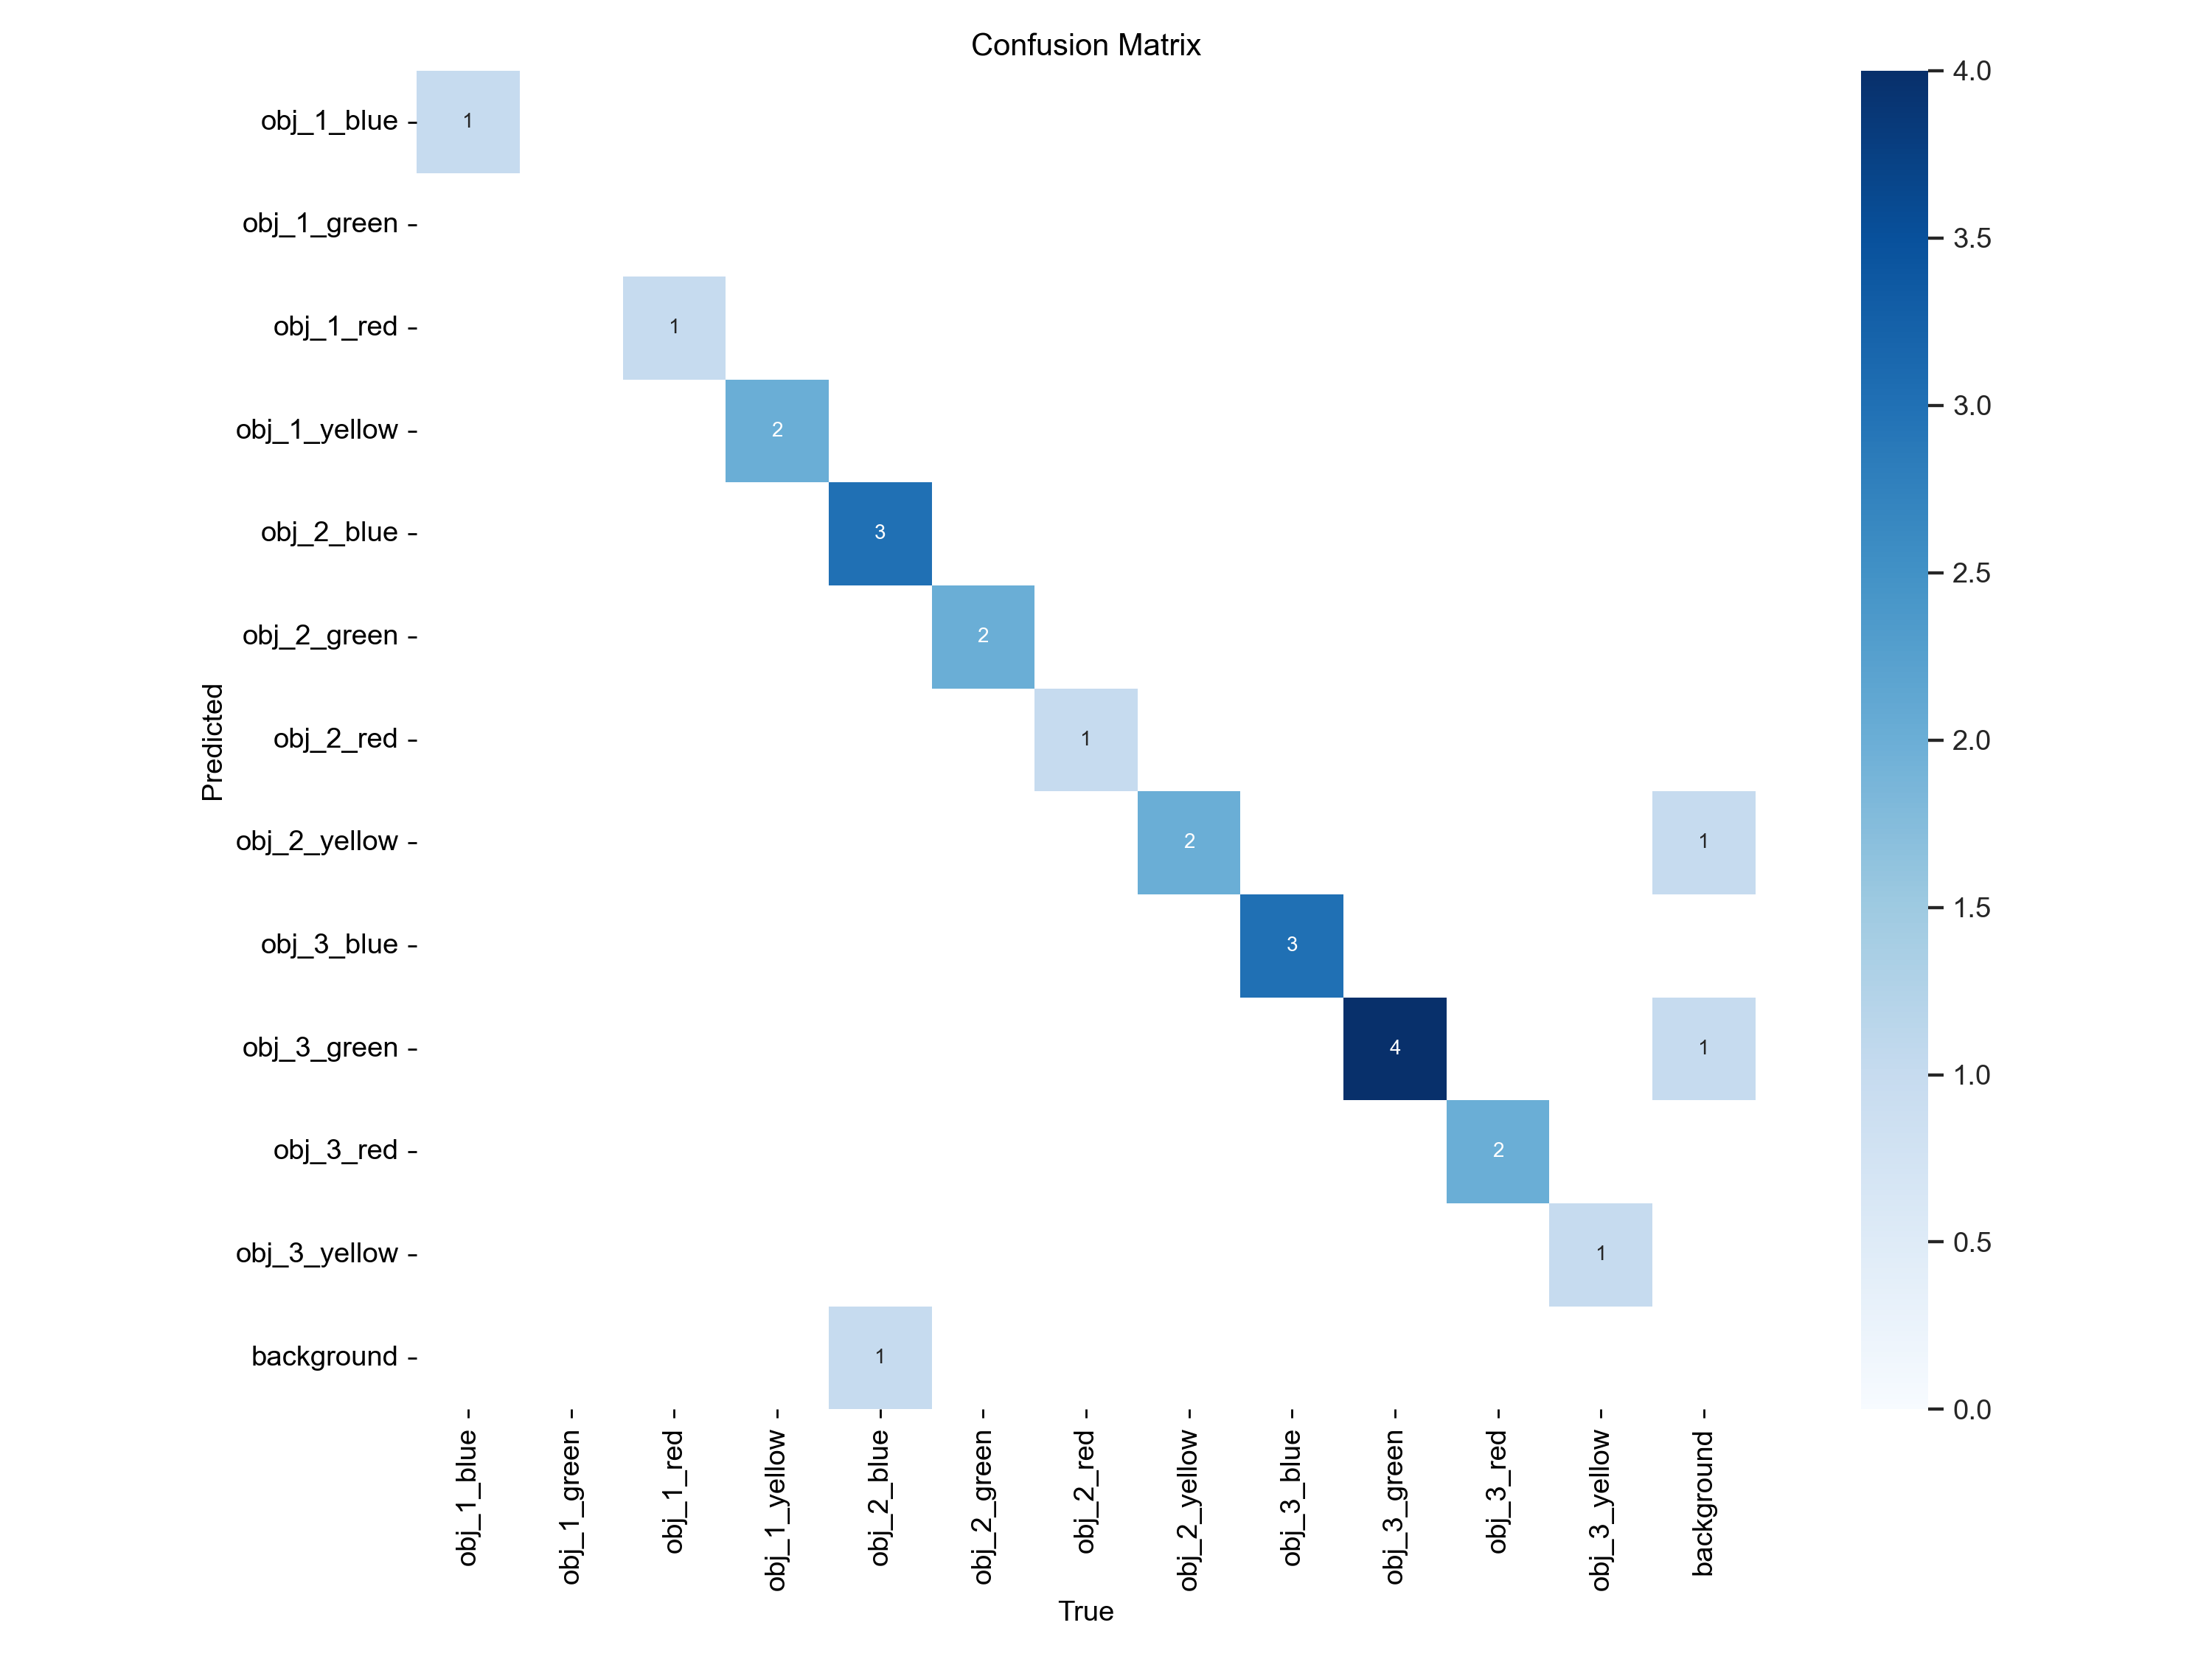 Confusion Matrix
Predicted
obj_1_blue
1
obj_1_green
obj_1_red
1
obj_1_yellow
2
obj_2_blue
3
obj_2_green
2
obj_2_red
1
obj_2_yellow
2 1
obj_3_blue
3
obj_3_green
4 1
obj_3_red
2
obj_3_yellow
1
background
1
obj_1_blue
obj_1_green
obj_1_red
obj_1_yellow
obj_2_blue
obj_2_green
obj_2_red
obj_2_yellow
obj_3_blue
obj_3_green
obj_3_red
obj_3_yellow
background
True
4.0
3.5
3.0
2.5
2.0
1.5
1.0
0.5
0.0